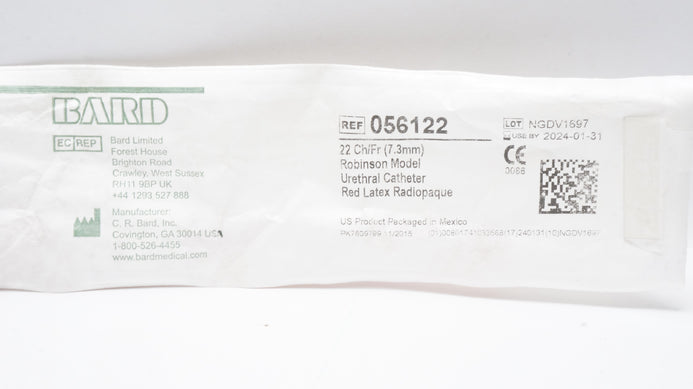 BARD
EC REP
Bard Limited
Forest House
Brighton Road
Crawley, West Sussex
RH11 9BP UK
+44 1293 527 888
Manufacturer:
C. R. Bard, Inc.
Covington, GA 30014 USA
1-800-526-4455
www.bardmedical.com
REF 056122
22 Ch/Fr (7.3mm)
Robinson Model
Urethral Catheter
Red Latex Radiopaque
US Product Packaged in Mexico
11/2015
LOT NGDV1697
USE BY 2024-01-31
CE
0086